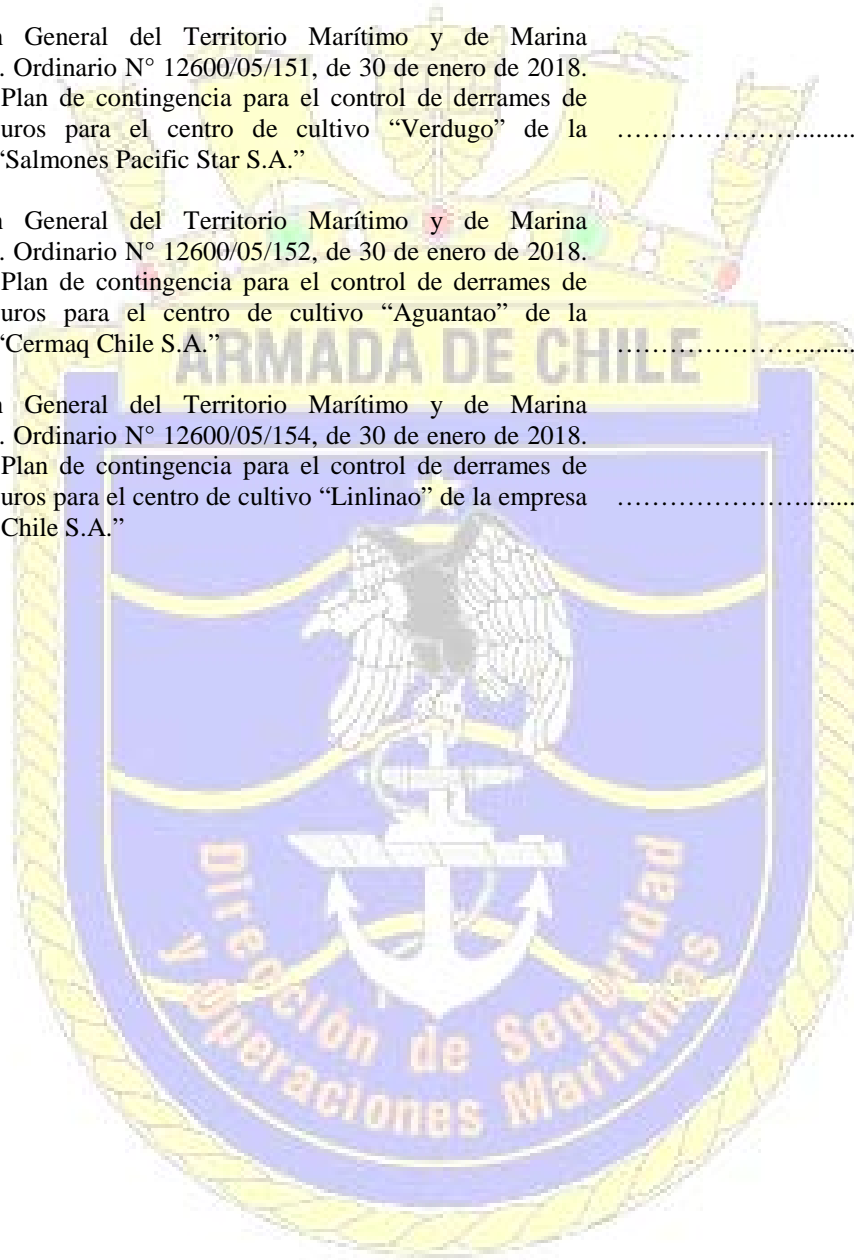 n General del Territorio Marítimo y de Marina
. Ordinario N° 12600/05/151, de 30 de enero de 2018.
Plan de contingencia para el control de derrames de
uros para el centro de cultivo “Verdugo” de la …………………........
“Salmones Pacific Star S.A.”
n General del Territorio Marítimo y de Marina
. Ordinario N° 12600/05/152, de 30 de enero de 2018.
Plan de contingencia para el control de derrames de
uros para el centro de cultivo “Aguantao” de la
“Cermaq Chile S.A.” …………………........
ARMADA DE CHILE
n General del Territorio Marítimo y de Marina
. Ordinario N° 12600/05/154, de 30 de enero de 2018.
Plan de contingencia para el control de derrames de
uros para el centro de cultivo “Linlinao” de la empresa …………………........
Chile S.A.”
Dirección de Seguridad
y Operaciones Marítimas